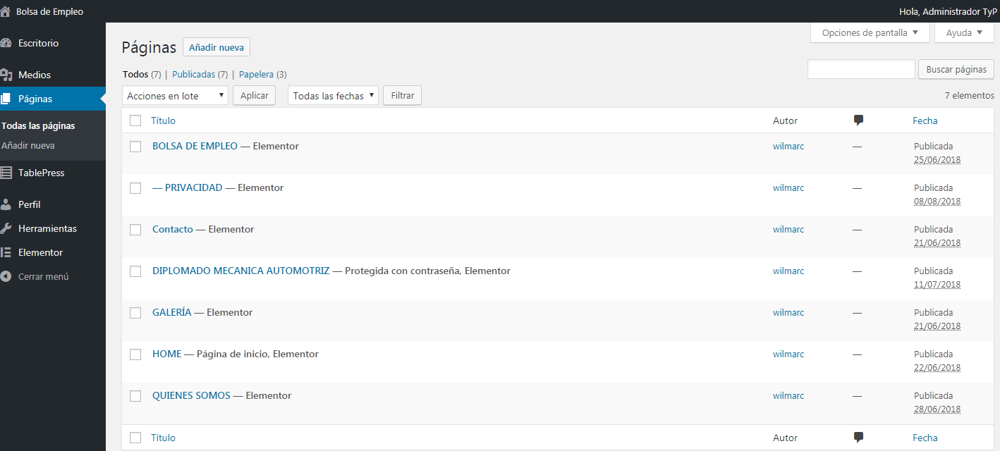 Bolsa de Empleo
Hola, Administrador TyP
Escritorio
Medios
Páginas
Todas las páginas
Añadir nueva
TablePress
Perfil
Herramientas
Elementor
Cerrar menú
Opciones de pantalla
Ayuda
Páginas Añadir nueva
Todos (7) | Publicadas (7) | Papelera (3)
Buscar páginas
Acciones en lote Aplicar Todas las fechas Filtrar
7 elementos
Título Autor Fecha
BOLSA DE EMPLEO — Elementor wilmarc — Publicada
25/06/2018
— PRIVACIDAD — Elementor wilmarc — Publicada
08/08/2018
Contacto — Elementor wilmarc — Publicada
21/06/2018
DIPLOMADO MECANICA AUTOMOTRIZ — Protegida con contraseña, Elementor wilmarc — Publicada
11/07/2018
GALERÍA — Elementor wilmarc — Publicada
21/06/2018
HOME — Página de inicio, Elementor wilmarc — Publicada
22/06/2018
QUIENES SOMOS — Elementor wilmarc — Publicada
28/06/2018
Título Autor Fecha